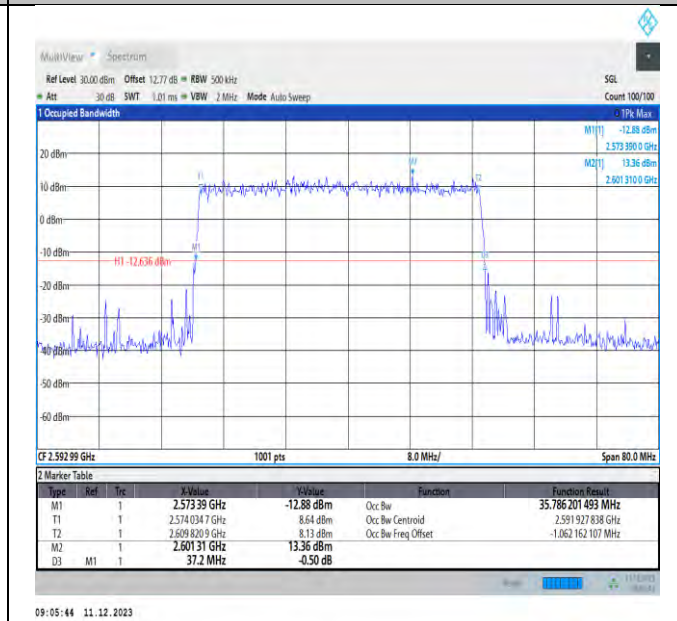 MultiView Spectrum
Ref Level 30.00 dBm Offset 12.77 dB RBW 500 kHz SGL
Att 30 dB SWT 1.01 ms VBW 2 MHz Mode Auto Sweep Count 100/100
1 Occupied Bandwidth 1Pk Max
M1[1] -12.88 dBm
2.573 390 0 GHz
20 dBm M2[1] 13.36 dBm
T1 M2 T2 2.601 310 0 GHz
10 dBm
0 dBm
-10 dBm M1
H1 -12.636 dBm
-20 dBm
-30 dBm
-40 dBm
-50 dBm
-60 dBm
CF 2.592 99 GHz 1001 pts 8.0 MHz/ Span 80.0 MHz
2 Marker Table
Type Ref Trc X-Value Y-Value Function Function Result
M1 1 2.573 39 GHz -12.88 dBm Occ Bw 35.786 201 493 MHz
T1 1 2.574 034 7 GHz 8.64 dBm Occ Bw Centroid 2.591 927 838 GHz
T2 1 2.609 820 9 GHz 8.13 dBm Occ Bw Freq Offset -1.062 162 107 MHz
M2 1 2.601 31 GHz 13.36 dBm
D3 M1 1 37.2 MHz -0.50 dB
09:05:44 11.12.2023